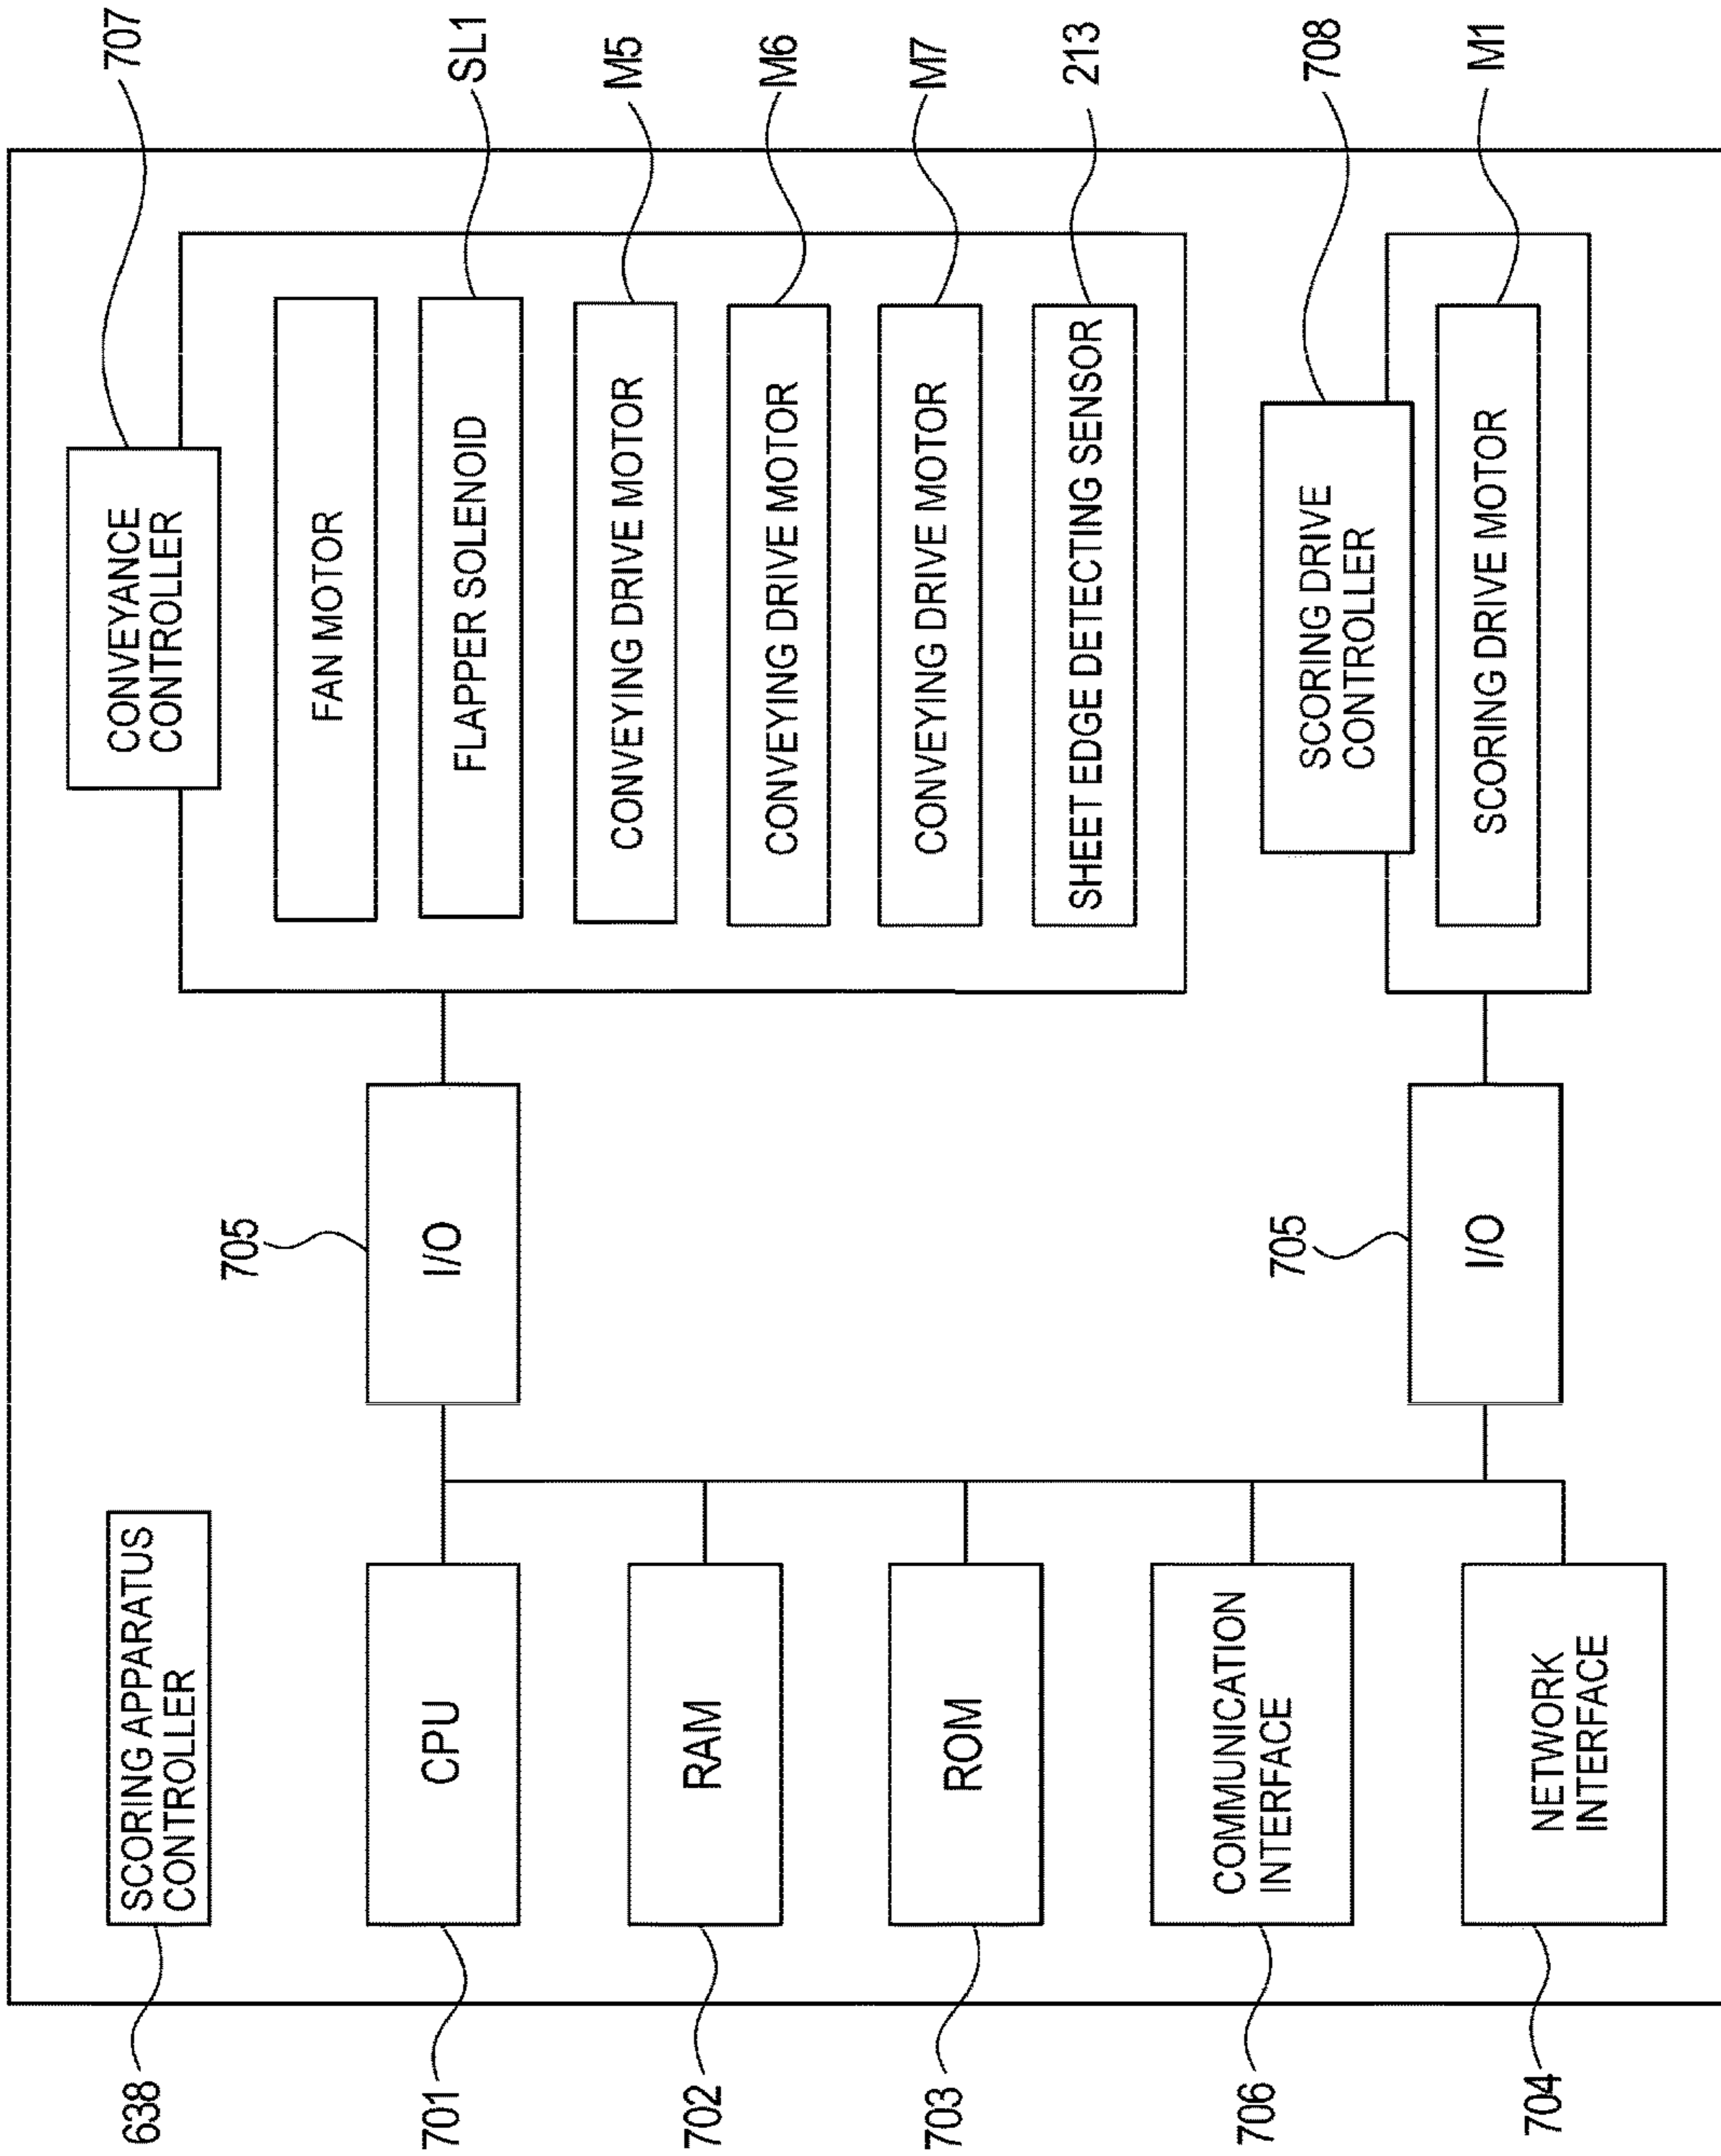 638
SCORING APPARATUS
CONTROLLER
701
CPU
702
RAM
703
ROM
706
COMMUNICATION
INTERFACE
704
NETWORK
INTERFACE
705
I/O
705
I/O
CONVEYANCE
CONTROLLER
707
FAN MOTOR
FLAPPER SOLENOID
SL1
CONVEYING DRIVE MOTOR
M5
CONVEYING DRIVE MOTOR
M6
CONVEYING DRIVE MOTOR
M7
SHEET EDGE DETECTING SENSOR
213
SCORING DRIVE
CONTROLLER
708
SCORING DRIVE MOTOR
M1